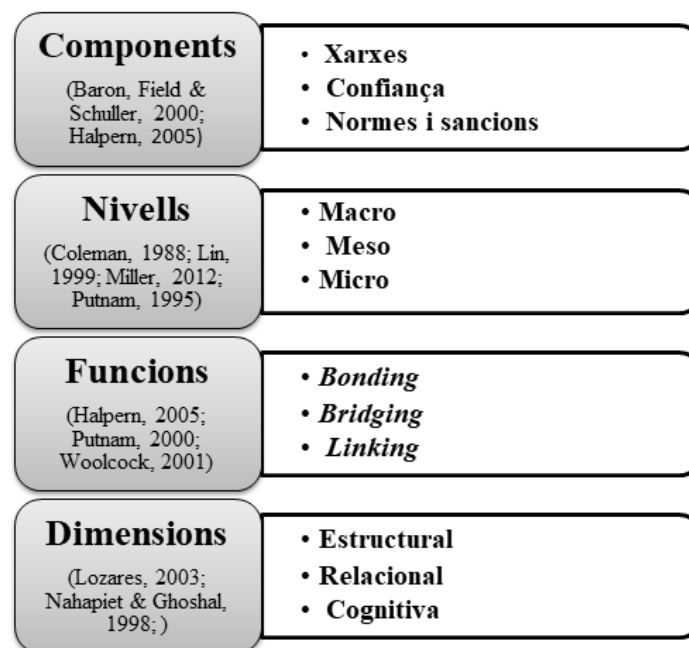 Components
(Baron, Field &
Schuller, 2000;
Halpern, 2005)
• Xarxes
• Confiança
• Normes i sancions
Nivells
(Coleman, 1988; Lin,
1999; Miller, 2012;
Putnam, 1995)
• Macro
• Meso
• Micro
Funcions
(Halpern, 2005;
Putnam, 2000;
Woolcock, 2001)
• Bonding
• Bridging
• Linking
Dimensions
(Lozares, 2003;
Nahapiet & Ghoshal,
1998; )
• Estructural
• Relacional
• Cognitiva